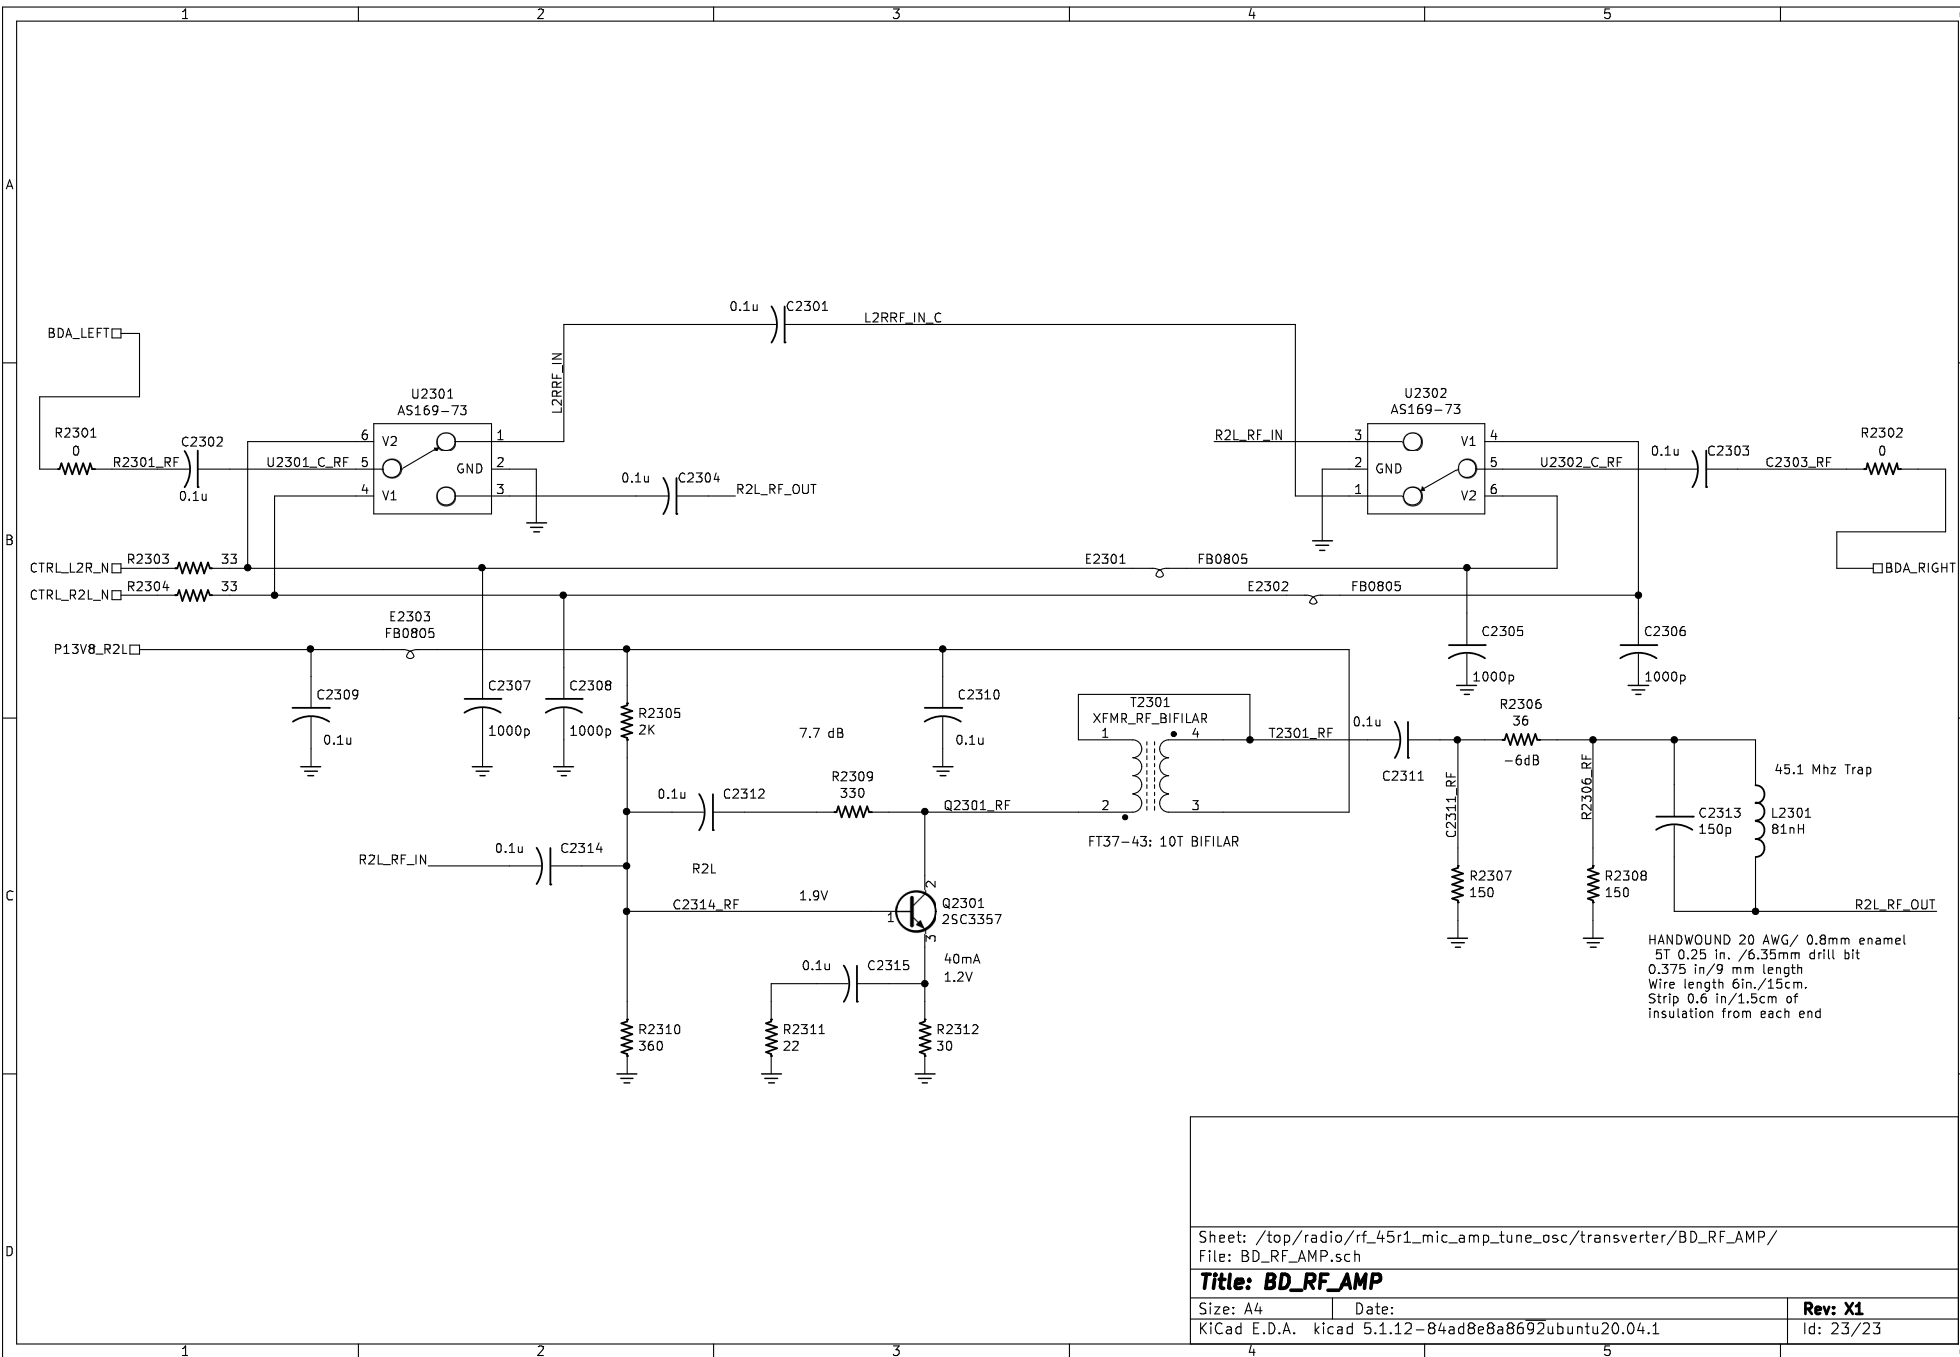 1 2 3 4 5
A
B
C
D
BDA_LEFT
R2301
0
R2301_RF
C2302
0.1u
U2301_C_RF
U2301
AS169-73
6 V2
5
4 V1
1
GND 2
3
L2RRF_IN
0.1u C2301
L2RRF_IN_C
0.1u C2304
R2L_RF_OUT
U2302
AS169-73
R2L_RF_IN
3
2 GND
1
V1 4
5
V2 6
U2302_C_RF
0.1u C2303
C2303_RF
R2302
0
BDA_RIGHT
CTRL_L2R_N R2303 33
CTRL_R2L_N R2304 33
E2301 FB0805
E2302 FB0805
E2303
FB0805
P13V8_R2L
C2309
0.1u
C2307
1000p
C2308
1000p
R2305
2K
7.7 dB
C2310
0.1u
C2305
1000p
C2306
1000p
T2301
XFMR_RF_BIFILAR
1
2
4
3
T2301_RF
FT37-43: 10T BIFILAR
0.1u
C2311
C2311_RF
R2306
36
-6dB
R2306_RF
45.1 Mhz Trap
C2313
150p
L2301
81nH
R2307
150
R2308
150
R2L_RF_OUT
0.1u C2312
R2309
330
Q2301_RF
R2L_RF_IN
0.1u C2314
R2L
C2314_RF
1.9V
1
2
3
Q2301
2SC3357
40mA
1.2V
0.1u C2315
R2310
360
R2311
22
R2312
30
HANDWOUND 20 AWG/ 0.8mm enamel
5T 0.25 in. /6.35mm drill bit
0.375 in/9 mm length
Wire length 6in./15cm.
Strip 0.6 in/1.5cm of
insulation from each end
Sheet: /top/radio/rf_45r1_mic_amp_tune_osc/transverter/BD_RF_AMP/
File: BD_RF_AMP.sch
Title: BD_RF_AMP
Size: A4 Date: Rev: X1
KiCad E.D.A. kicad 5.1.12-84ad8e8a8692ubuntu20.04.1 Id: 23/23
1 2 3 4 5